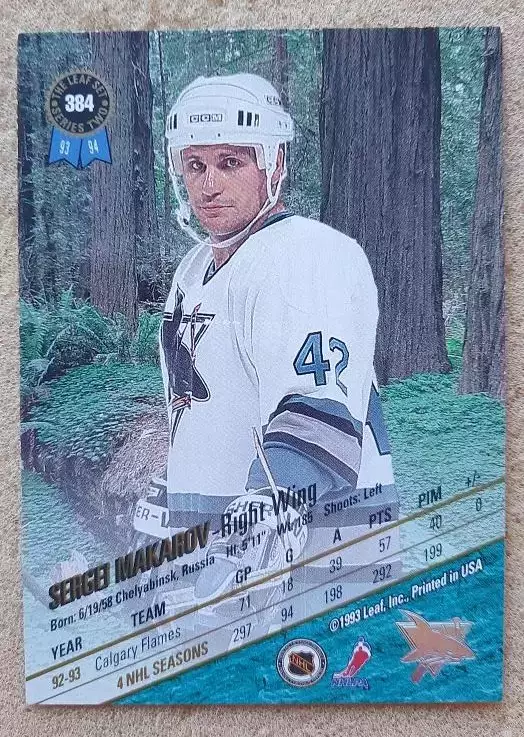 THE LEAF SET
384
SERIES TWO
93 94
CCM
42
SERGEI MAKAROV-Right Wing
Born: 6/19/58 Chelyabinsk, Russia Ht: 5'11" Wt: 185 Shoots: Left
YEAR TEAM GP G A PTS PIM +/-
92-93 Calgary Flames 71 18 39 57 40 0
4 NHL SEASONS 297 94 198 292 199
©1993 Leaf, Inc., Printed in USA
NHL
NHLPA